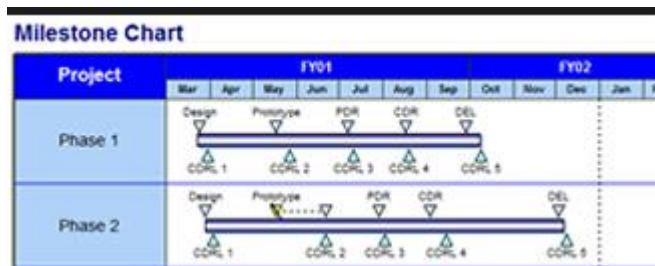 Milestone Chart
Project
FY01
FY02
Mar Apr May Jun Jul Aug Sep Oct Nov Dec Jan
Phase 1
Design Prototype PDR CDR DEL
CDRL 1 CDRL 2 CDRL 3 CDRL 4 CDRL 5
Phase 2
Design Prototype PDR CDR DEL
CDRL 1 CDRL 2 CDRL 3 CDRL 4 CDRL 5